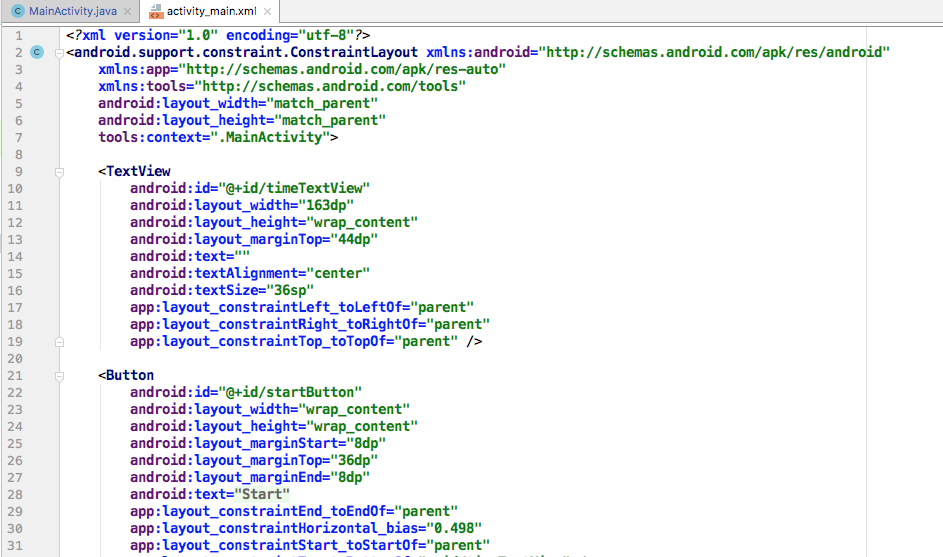 MainActivity.java × activity_main.xml ×
1 <?xml version="1.0" encoding="utf-8"?>
2 C <android.support.constraint.ConstraintLayout xmlns:android="http://schemas.android.com/apk/res/android"
3 xmlns:app="http://schemas.android.com/apk/res-auto"
4 xmlns:tools="http://schemas.android.com/tools"
5 android:layout_width="match_parent"
6 android:layout_height="match_parent"
7 tools:context=".MainActivity">
8
9 <TextView
10 android:id="@+id/timeTextView"
11 android:layout_width="163dp"
12 android:layout_height="wrap_content"
13 android:layout_marginTop="44dp"
14 android:text=""
15 android:textAlignment="center"
16 android:textSize="36sp"
17 app:layout_constraintLeft_toLeftOf="parent"
18 app:layout_constraintRight_toRightOf="parent"
19 app:layout_constraintTop_toTopOf="parent" />
20
21 <Button
22 android:id="@+id/startButton"
23 android:layout_width="wrap_content"
24 android:layout_height="wrap_content"
25 android:layout_marginStart="8dp"
26 android:layout_marginTop="36dp"
27 android:layout_marginEnd="8dp"
28 android:text="Start"
29 app:layout_constraintEnd_toEndOf="parent"
30 app:layout_constraintHorizontal_bias="0.498"
31 app:layout_constraintStart_toStartOf="parent"